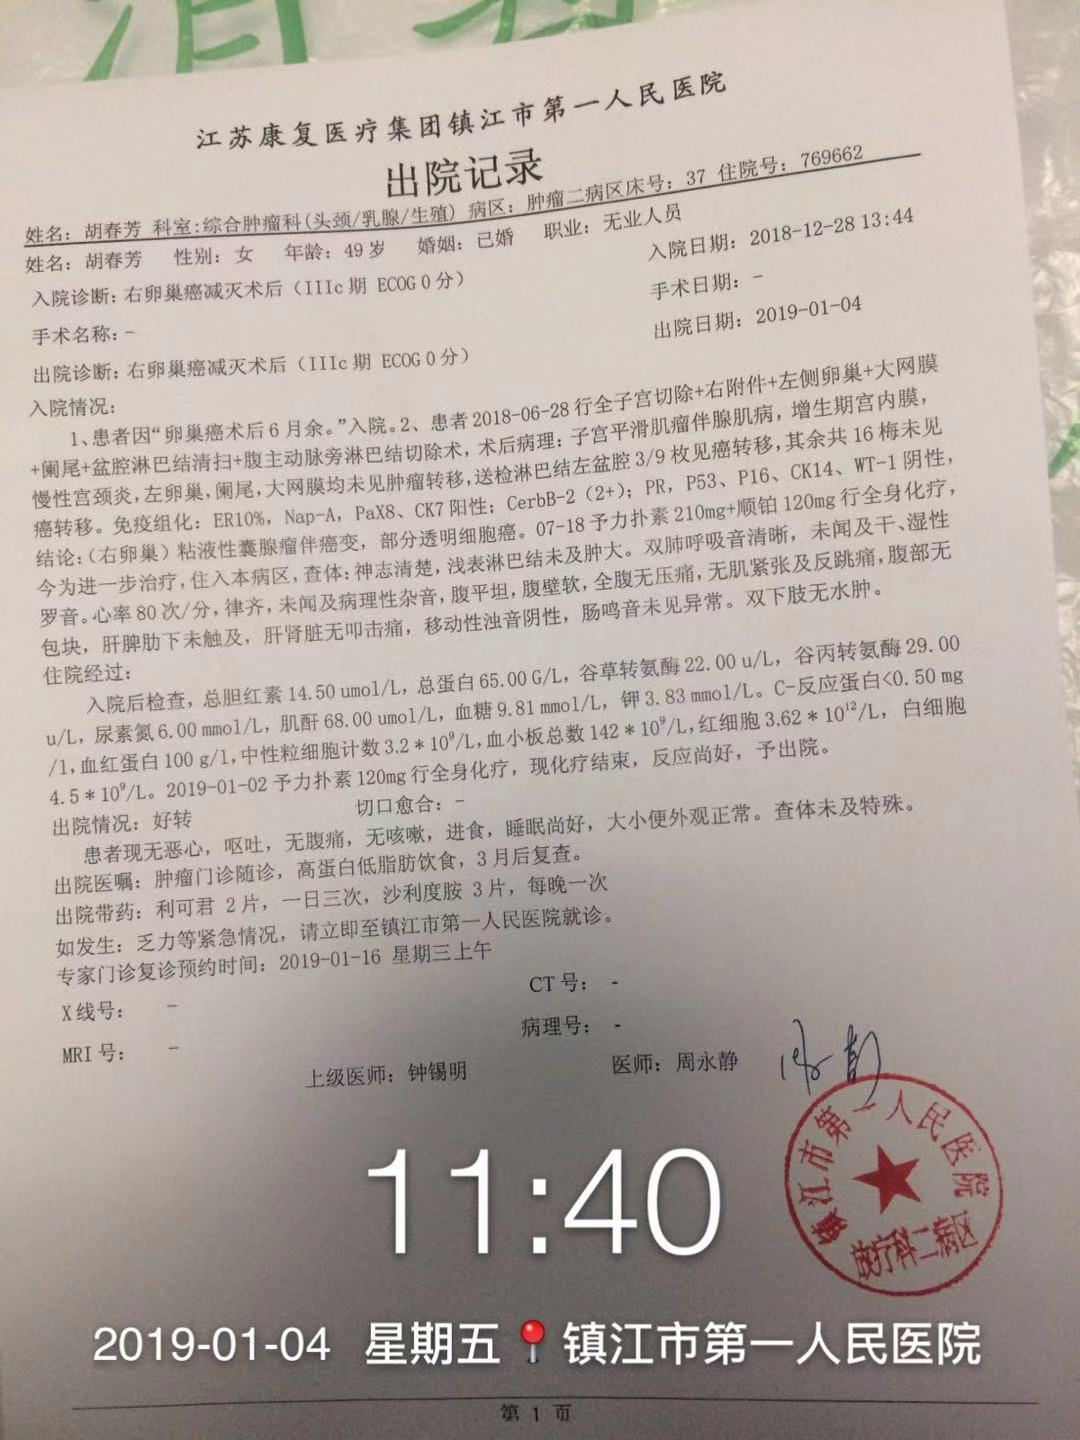 江苏康复医疗集团镇江市第一人民医院
出院记录
姓名：胡春芳 科室:综合肿瘤科(头颈/乳腺/生殖) 病区：肿瘤二病区床号：37 住院号：769662
姓名：胡春芳 性别：女 年龄：49岁 婚姻：已婚 职业：无业人员
入院诊断：右卵巢癌减灭术后（IIIc期 ECOG 0分） 入院日期：2018-12-28 13:44
手术名称：- 手术日期：-
出院诊断：右卵巢癌减灭术后（IIIc期 ECOG 0分） 出院日期：2019-01-04
入院情况：
1、患者因“卵巢癌术后6月余。”入院。2、患者2018-06-28行全子宫切除+右附件+左侧卵巢+大网膜
+阑尾+盆腔淋巴结清扫+腹主动脉旁淋巴结切除术，术后病理：子宫平滑肌瘤伴腺肌病，增生期宫内膜，
慢性宫颈炎，左卵巢，阑尾，大网膜均未见肿瘤转移，送检淋巴结左盆腔3/9枚见癌转移，其余共16梅未见
癌转移。免疫组化：ER10%，Nap-A，PaX8、CK7阳性；CerbB-2（2+）；PR，P53、P16、CK14、WT-1阴性，
结论：（右卵巢）粘液性囊腺瘤伴癌变，部分透明细胞癌。07-18予力扑素210mg+顺铂120mg行全身化疗，
今为进一步治疗，住入本病区，查体：神志清楚，浅表淋巴结未及肿大。双肺呼吸音清晰，未闻及干、湿性
罗音。心率80次/分，律齐，未闻及病理性杂音，腹平坦，腹壁软，全腹无压痛，无肌紧张及反跳痛，腹部无
包块，肝脾肋下未触及，肝肾脏无叩击痛，移动性浊音阴性，肠鸣音未见异常。双下肢无水肿。
住院经过：
入院后检查，总胆红素14.50 umol/L，总蛋白65.00 G/L，谷草转氨酶22.00 u/L，谷丙转氨酶29.00
u/L，尿素氮6.00 mmol/L，肌酐68.00 umol/L，血糖9.81 mmol/L，钾3.83 mmol/L。C-反应蛋白<0.50 mg
/l，血红蛋白100 g/l，中性粒细胞计数3.2*10⁹/L，血小板总数142*10⁹/L，红细胞3.62*10¹²/L，白细胞
4.5*10⁹/L。2019-01-02予力扑素120mg行全身化疗，现化疗结束，反应尚好，予出院。
出院情况：好转 切口愈合：-
患者现无恶心，呕吐，无腹痛，无咳嗽，进食，睡眠尚好，大小便外观正常。查体未及特殊。
出院医嘱：肿瘤门诊随诊，高蛋白低脂肪饮食，3月后复查。
出院带药：利可君 2片，一日三次，沙利度胺 3片，每晚一次
如发生：乏力等紧急情况，请立即至镇江市第一人民医院就诊。
专家门诊复诊预约时间：2019-01-16 星期三上午
X线号： - CT号： -
MRI号： - 病理号： -
上级医师：钟锡明 医师：周永静
镇江市第一人民医院
放疗科二病区
11:40
2019-01-04 星期五 镇江市第一人民医院
第 1 页